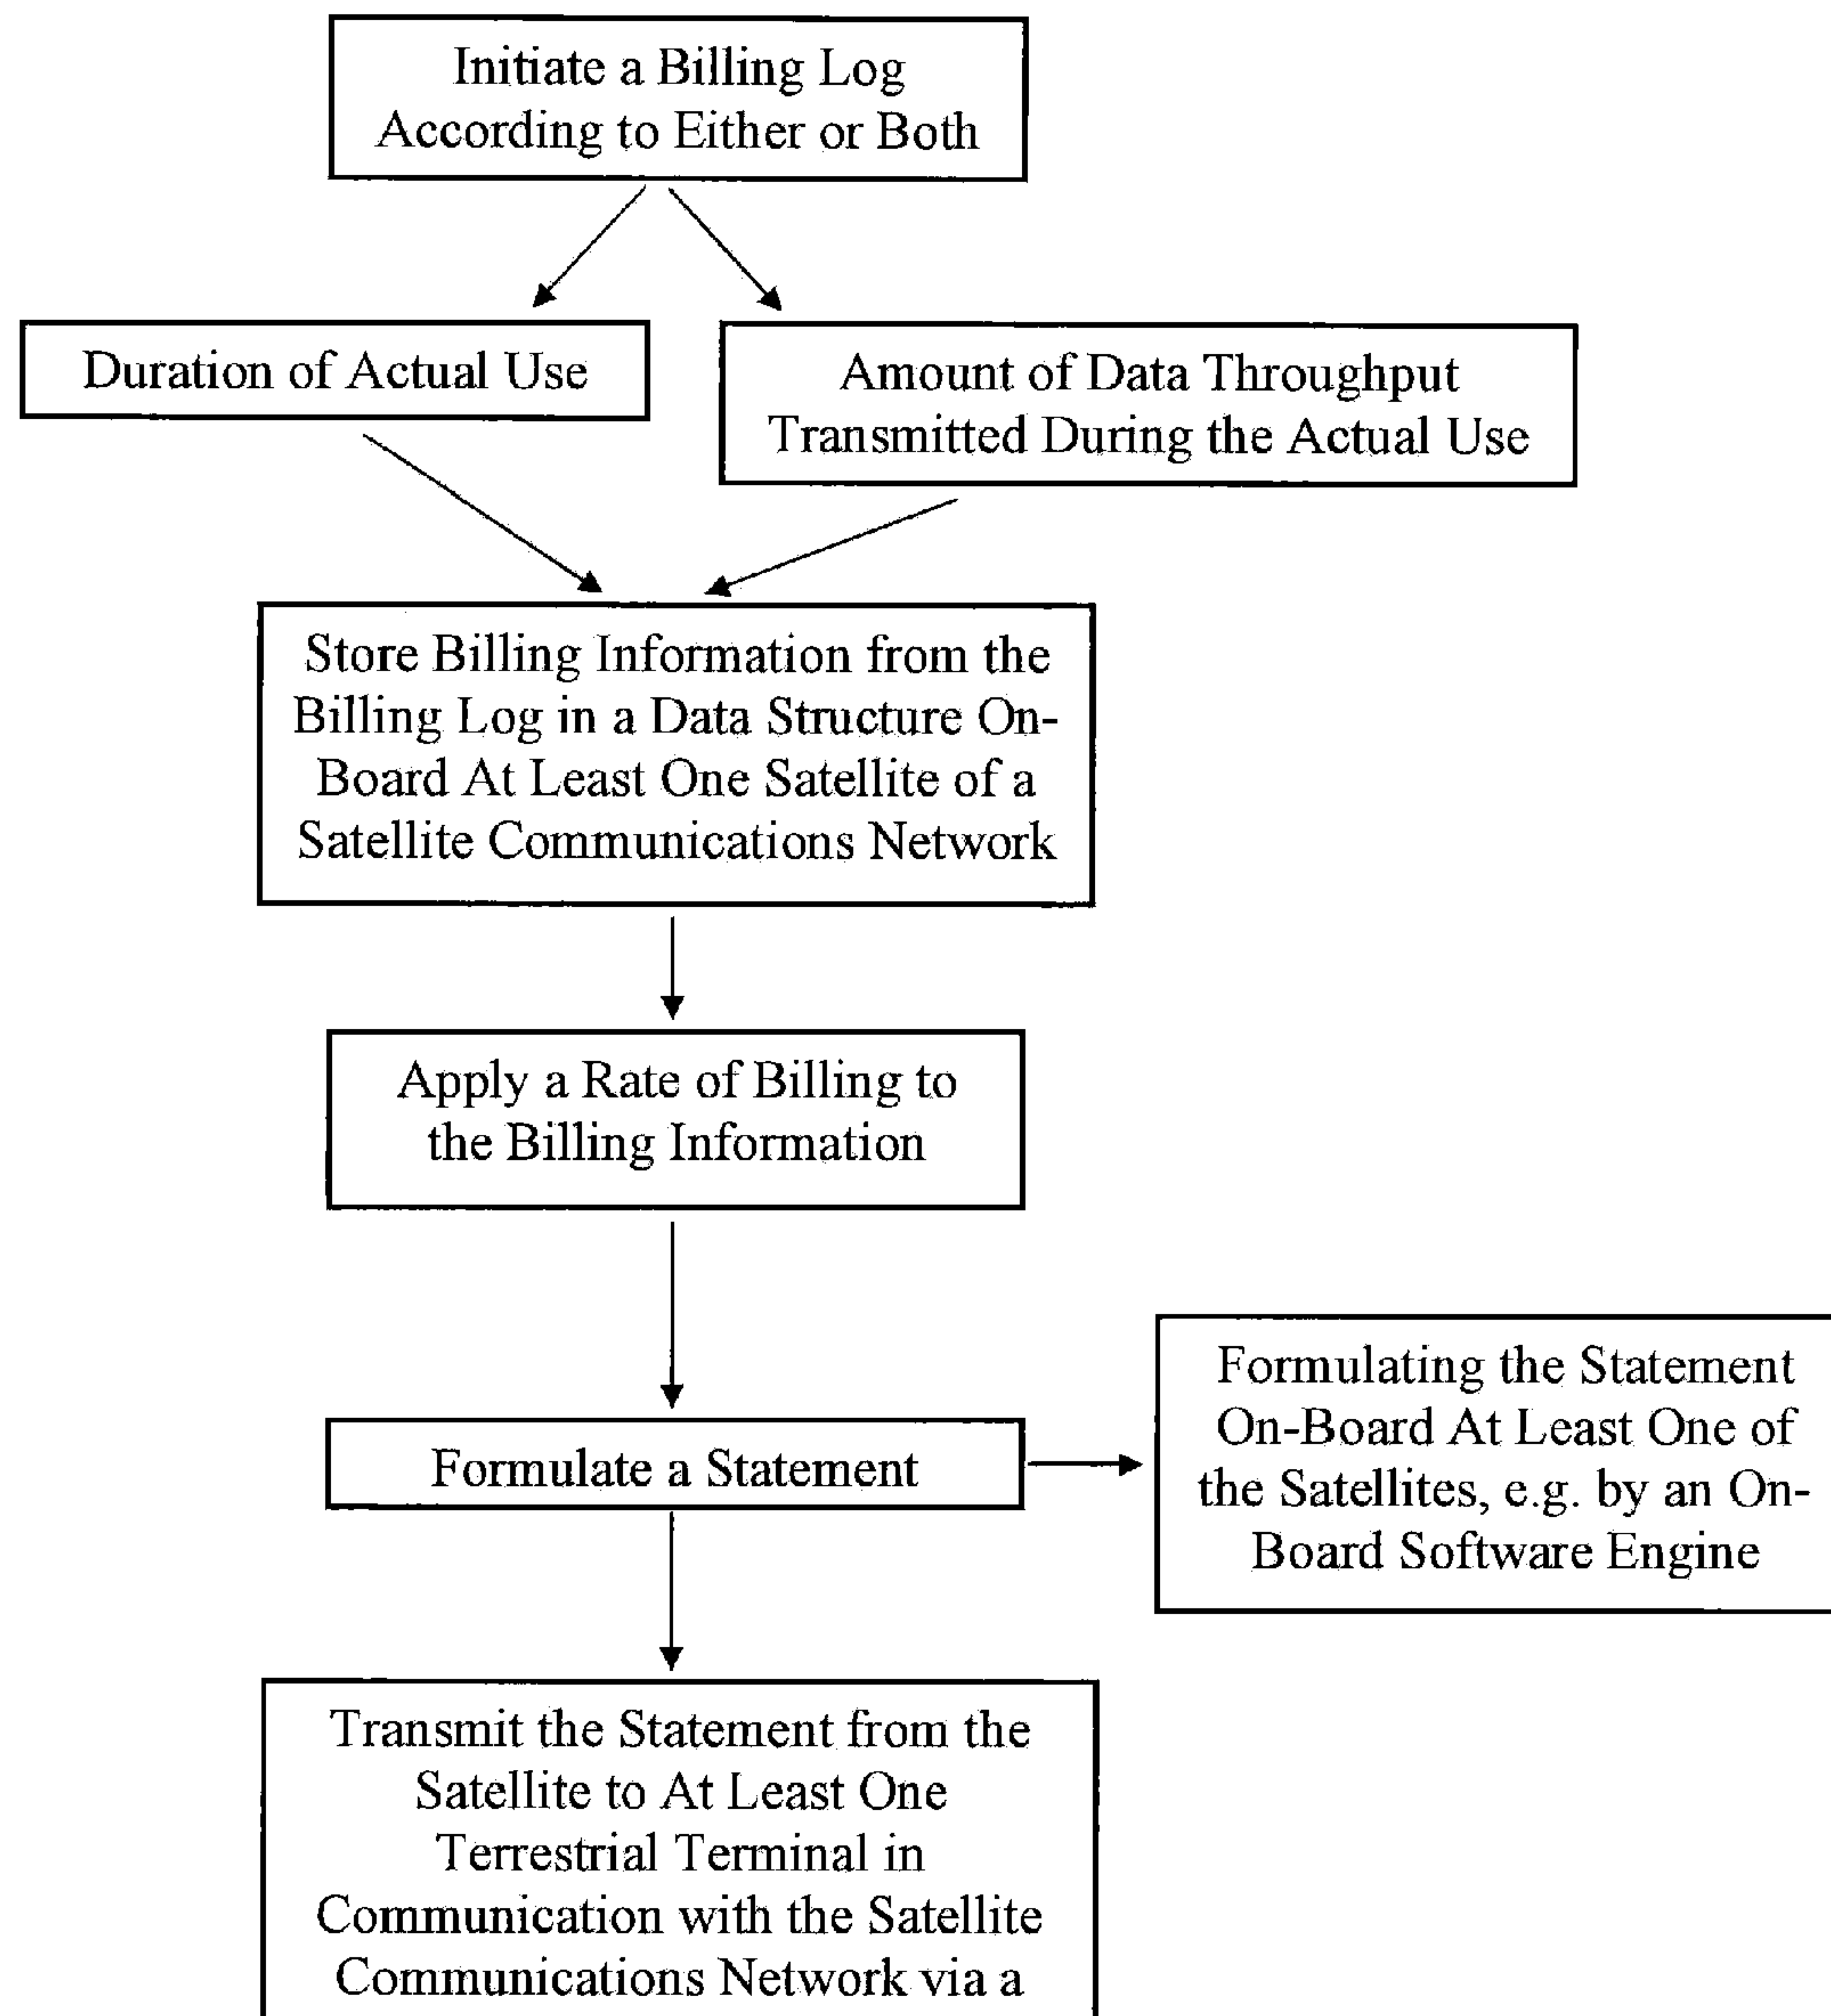 Initiate a Billing Log
According to Either or Both
Duration of Actual Use
Amount of Data Throughput
Transmitted During the Actual Use
Store Billing Information from the
Billing Log in a Data Structure On-
Board At Least One Satellite of a
Satellite Communications Network
Apply a Rate of Billing to
the Billing Information
Formulate a Statement
Formulating the Statement
On-Board At Least One of
the Satellites, e.g. by an On-
Board Software Engine
Transmit the Statement from the
Satellite to At Least One
Terrestrial Terminal in
Communication with the Satellite
Communications Network via a